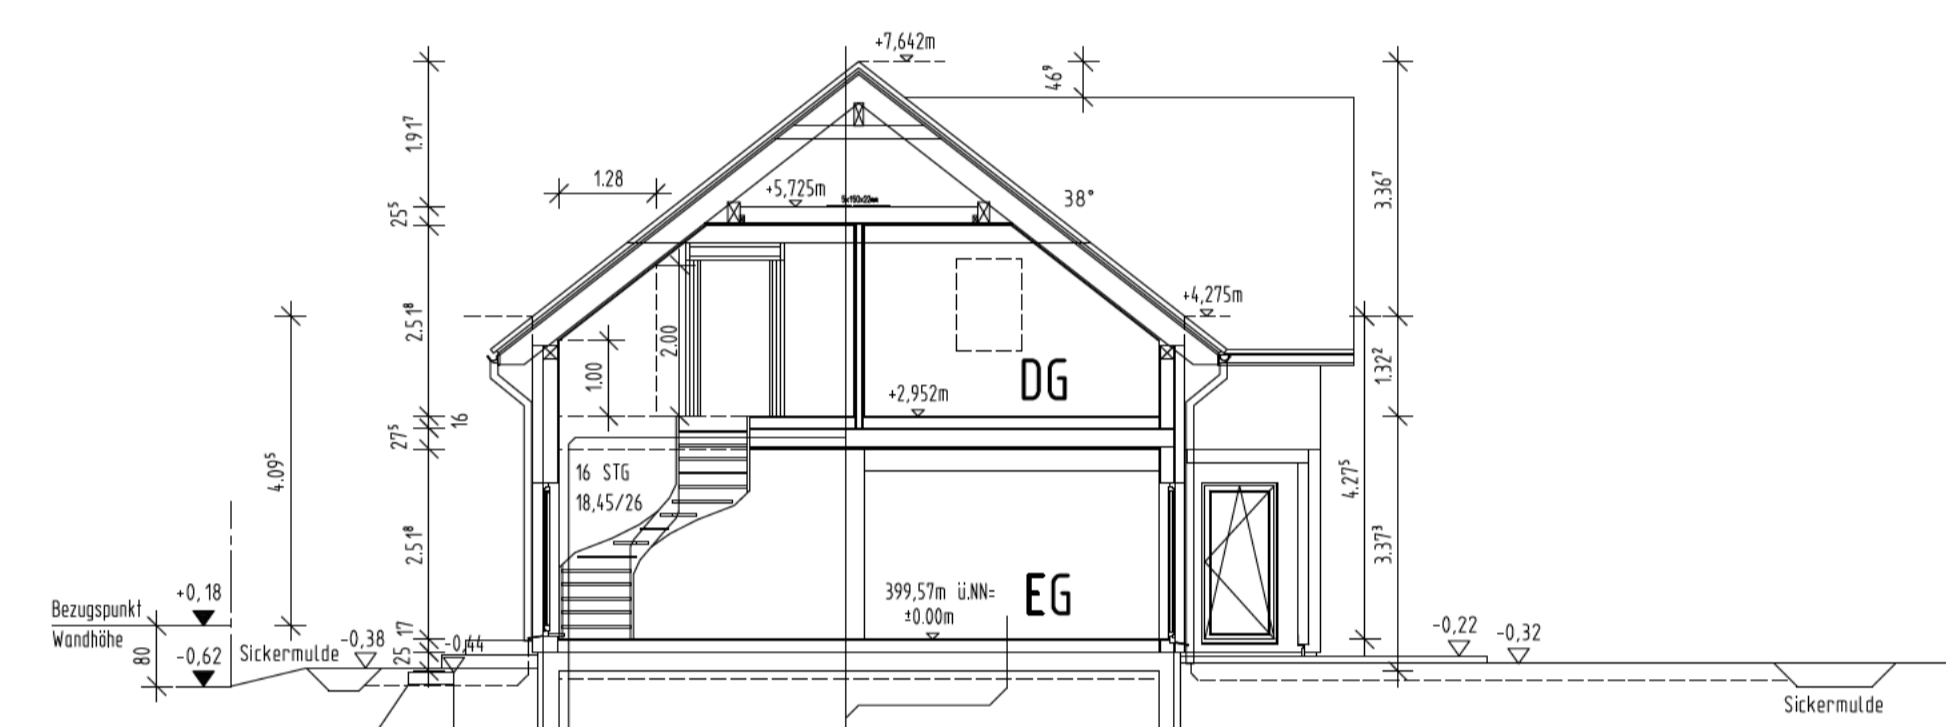 +7,642m
46⁹
1.91⁷
1.28
+5,725m
38°
3.36⁷
25⁵
2.51⁸
+4,275m
2.00
1.00
DG
1.32²
+2,952m
16
27⁵
4.09⁵
16 STG
18,45/26
4.27⁵
2.51⁸
3.37³
399,57m ü.NN=
±0.00m
EG
+0,18
Bezugspunkt
Wandhöhe
80
-0,62
Sickermulde
-0,38
17
25
-0,44
-0,22
-0,32
Sickermulde